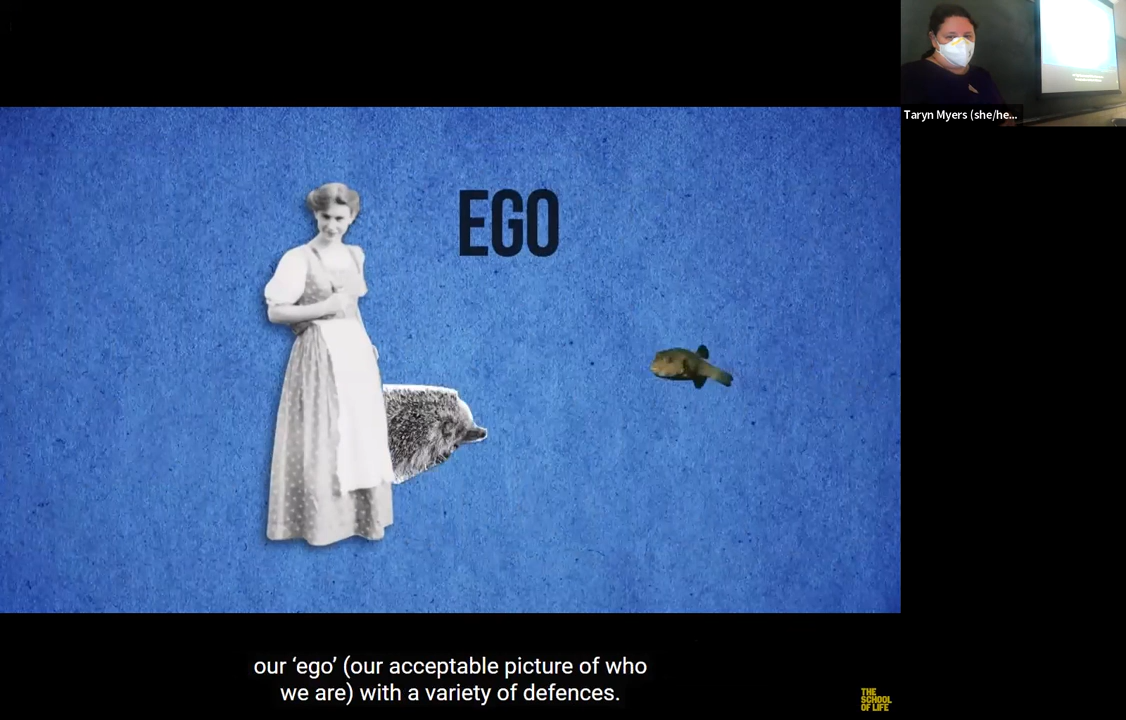 EGO
Taryn Myers (she/he...
our ‘ego’ (our acceptable picture of who
we are) with a variety of defences.
THE
SCHOOL
OF LIFE